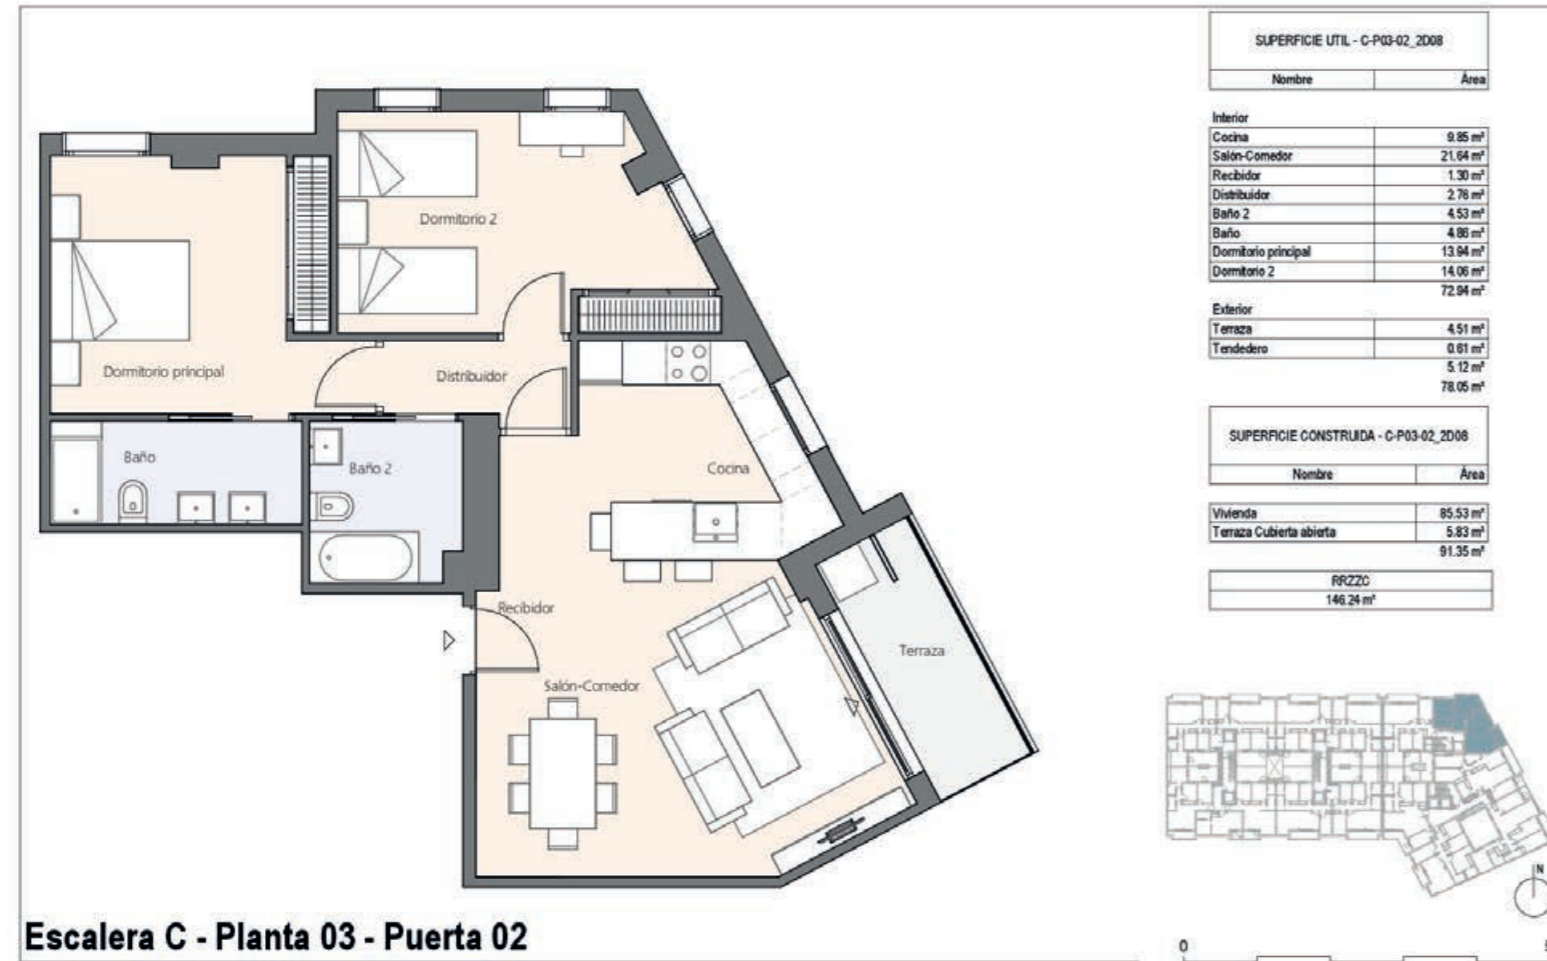 SUPERFICIE UTIL - C-P03-02_2D08
Nombre Área
Interior
Cocina 9.85 m²
Salón-Comedor 21.64 m²
Recibidor 1.30 m²
Distribuidor 2.76 m²
Baño 2 4.53 m²
Baño 4.86 m²
Dormitorio principal 13.94 m²
Dormitorio 2 14.06 m²
72.94 m²
Exterior
Terraza 4.51 m²
Tendedero 0.61 m²
5.12 m²
78.05 m²
SUPERFICIE CONSTRUIDA - C-P03-02_2D08
Nombre Área
Vivienda 85.53 m²
Terraza Cubierta abierta 5.83 m²
91.35 m²
RRZZC
146.24 m²
Dormitorio 2
Dormitorio principal
Distribuidor
Baño
Baño 2
Cocina
Recibidor
Terraza
Salón-Comedor
N
Escalera C - Planta 03 - Puerta 02
0